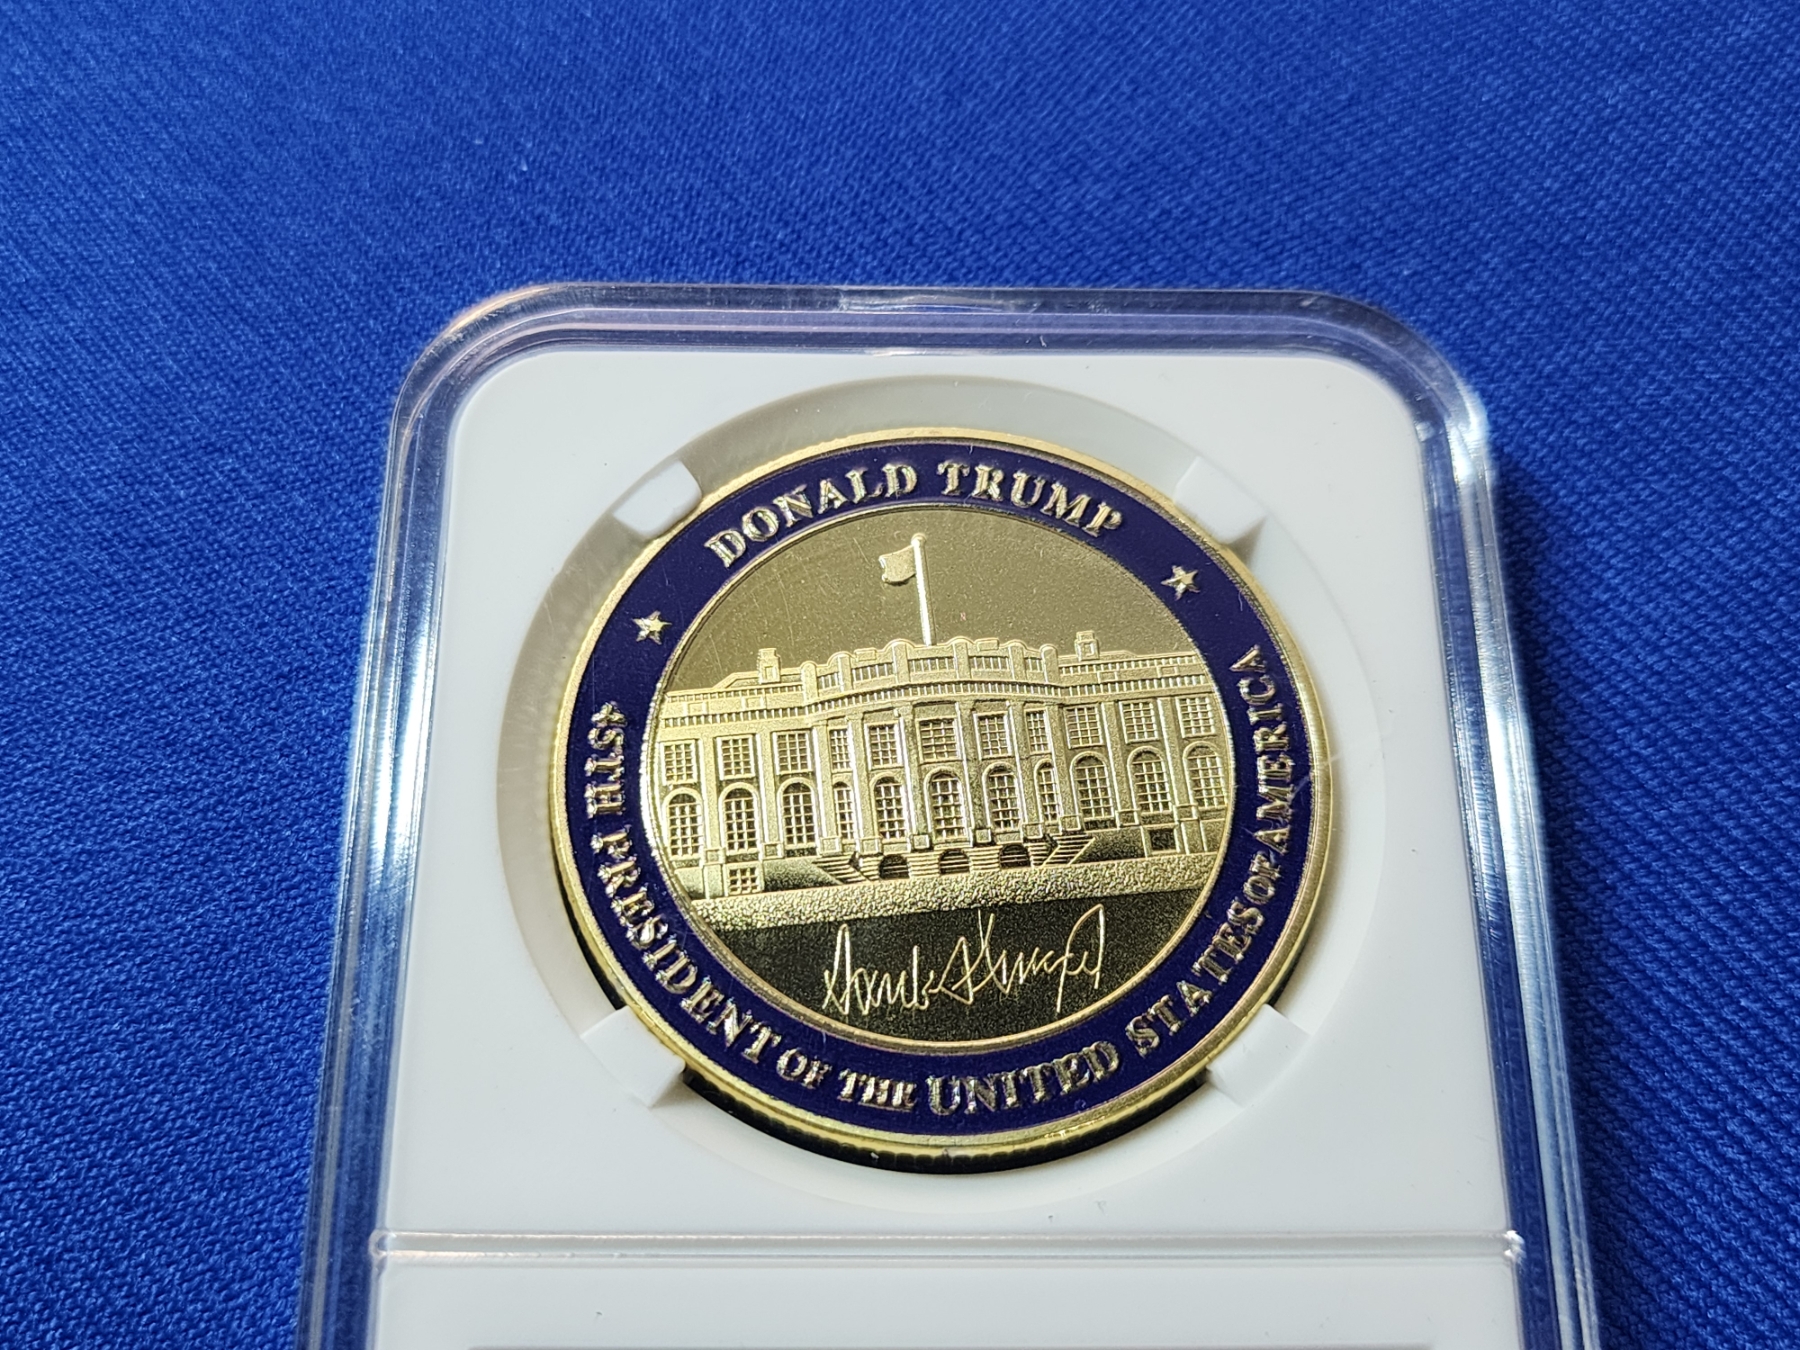 DONALD TRUMP
45TH PRESIDENT OF THE UNITED STATES OF AMERICA